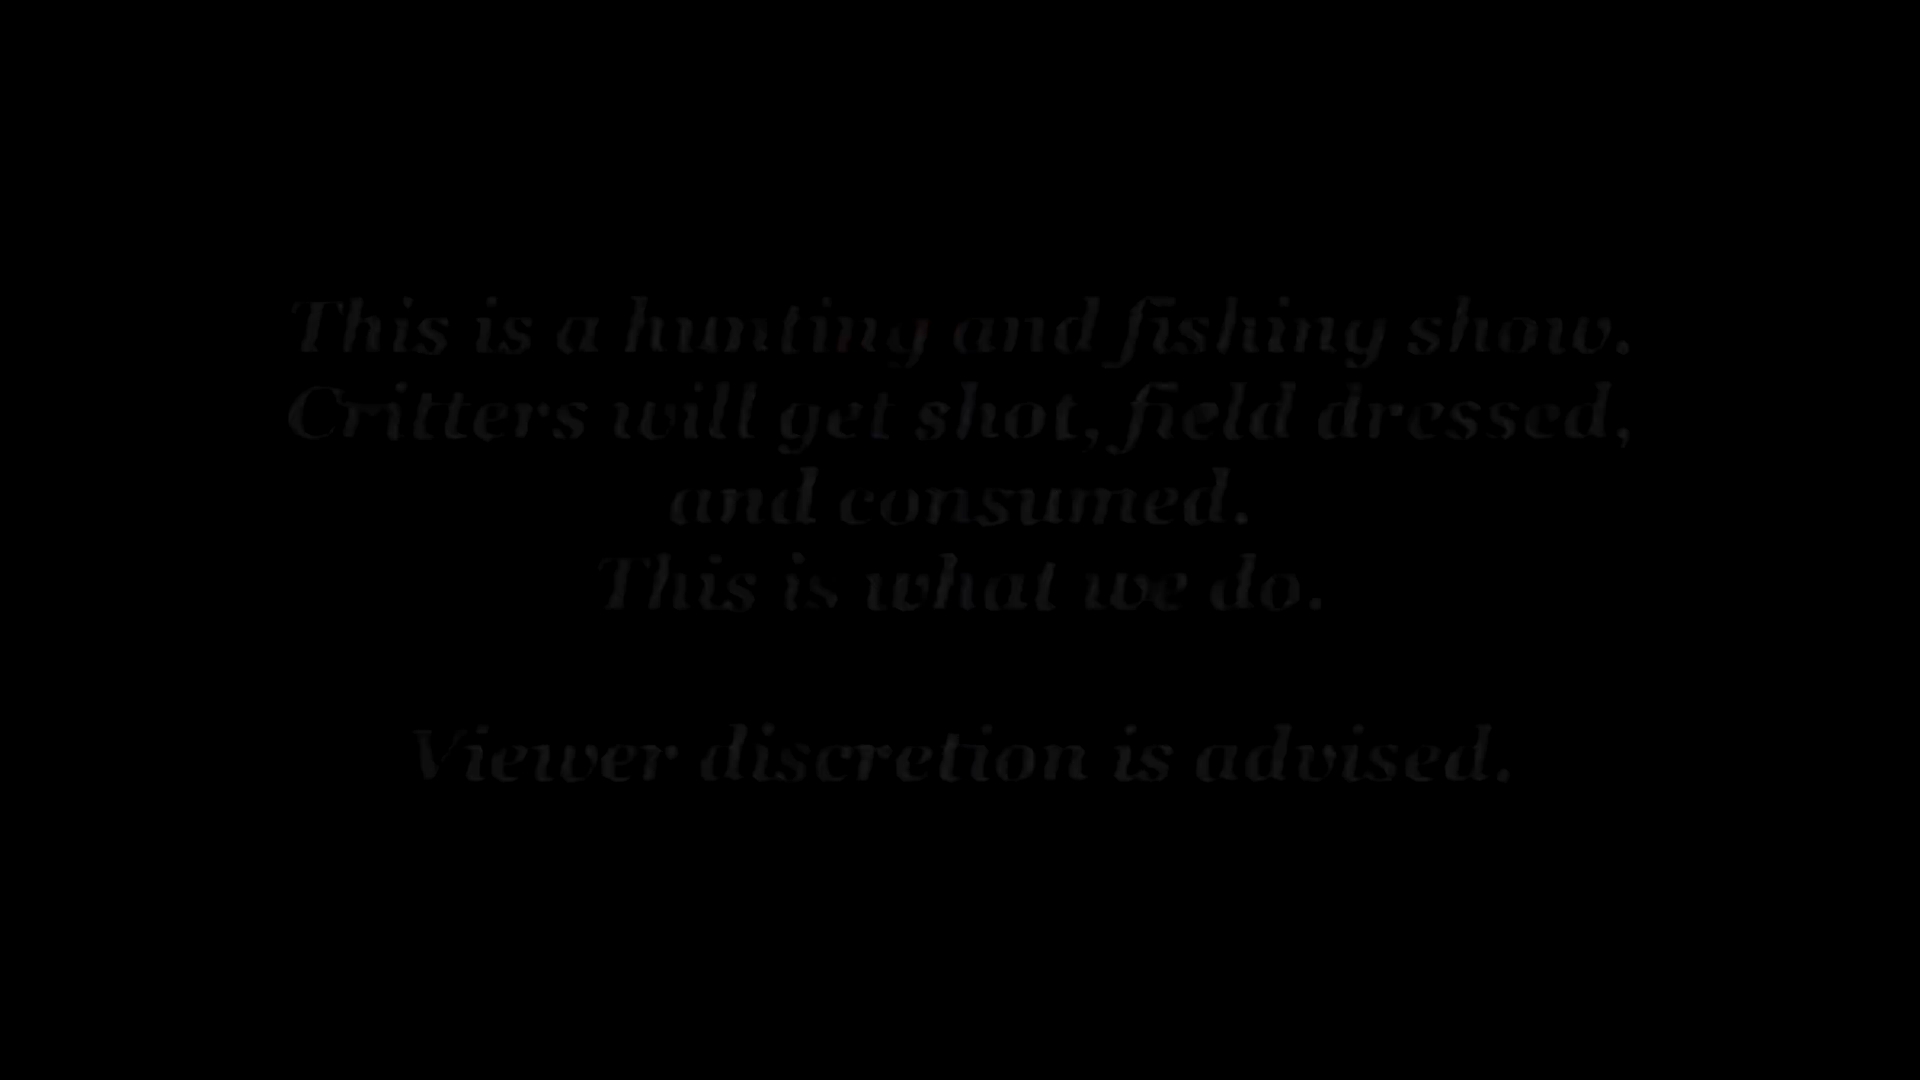 This is a hunting and fishing show.
Critters will get shot, field dressed,
and consumed.
This is what we do.
Viewer discretion is advised.